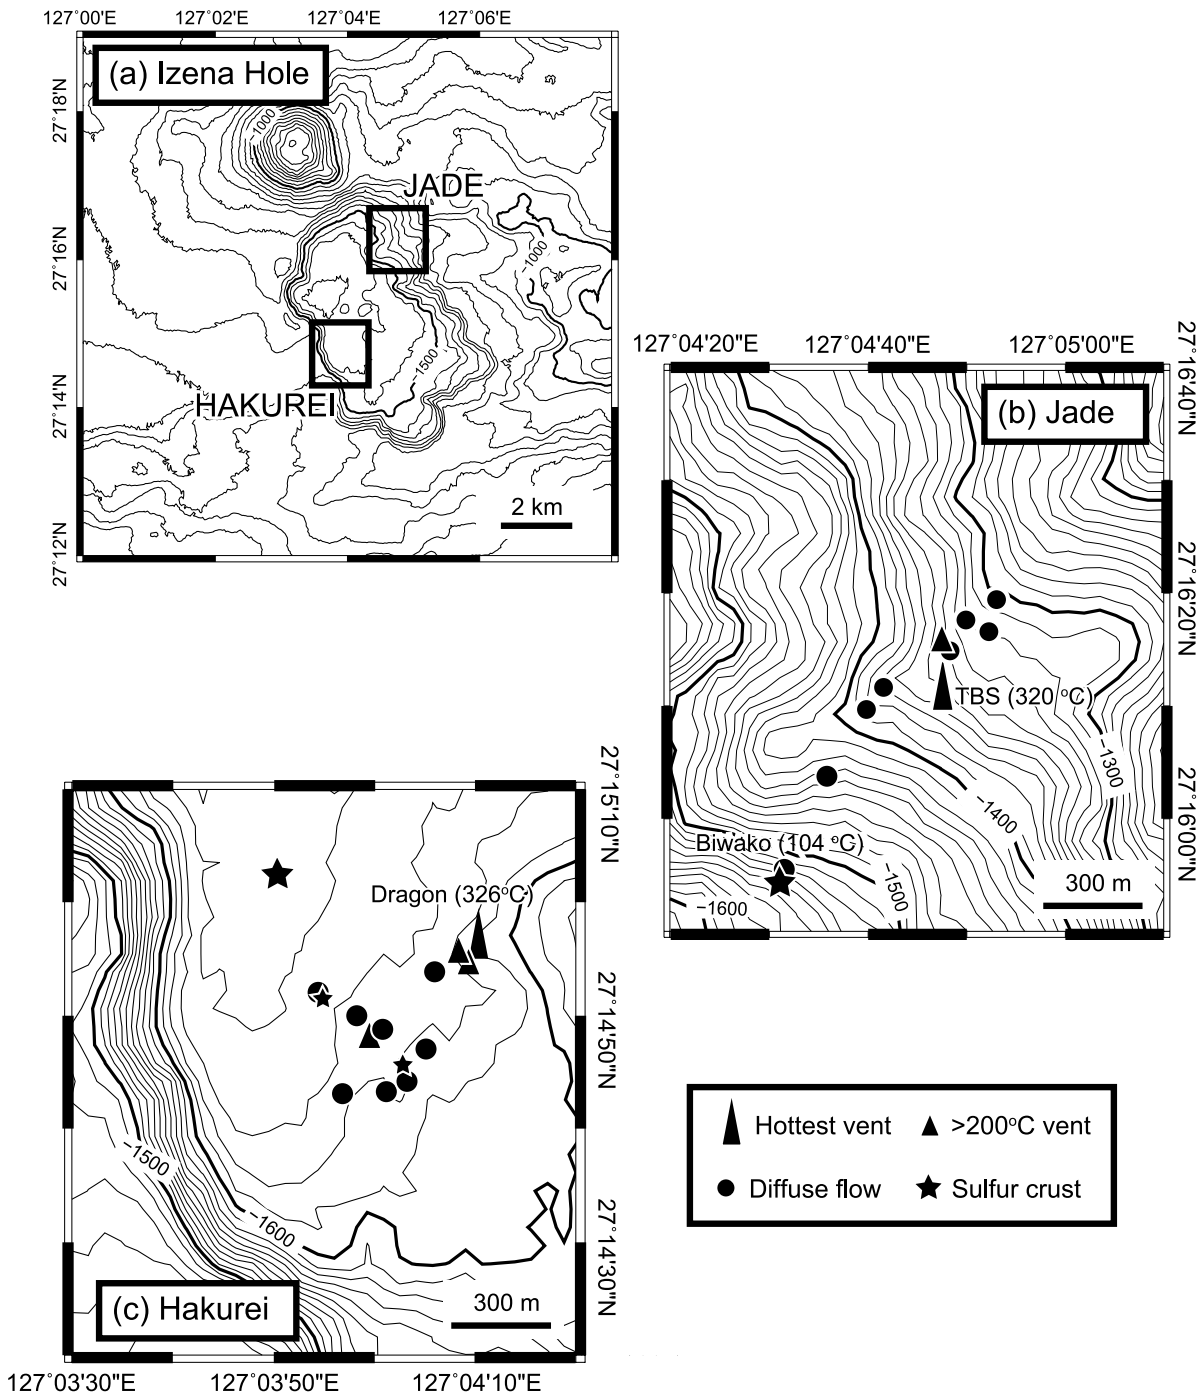 127°00'E 127°02'E 127°04'E 127°06'E
(a) Izena Hole
27°18'N
−1000
JADE
27°16'N
−1000
−1500
HAKUREI
27°14'N
2 km
27°12'N
127°04'20"E 127°04'40"E 127°05'00"E
27°16'40"N
(b) Jade
27°16'20"N
TBS (320 °C)
−1300
−1400
27°16'00"N
Biwako (104 °C)
−1500
300 m
−1600
27°15'10"N
Dragon (326°C)
27°14'50"N
−1500
−1600
27°14'30"N
(c) Hakurei
300 m
127°03'30"E 127°03'50"E 127°04'10"E
Hottest vent >200°C vent
Diffuse flow Sulfur crust